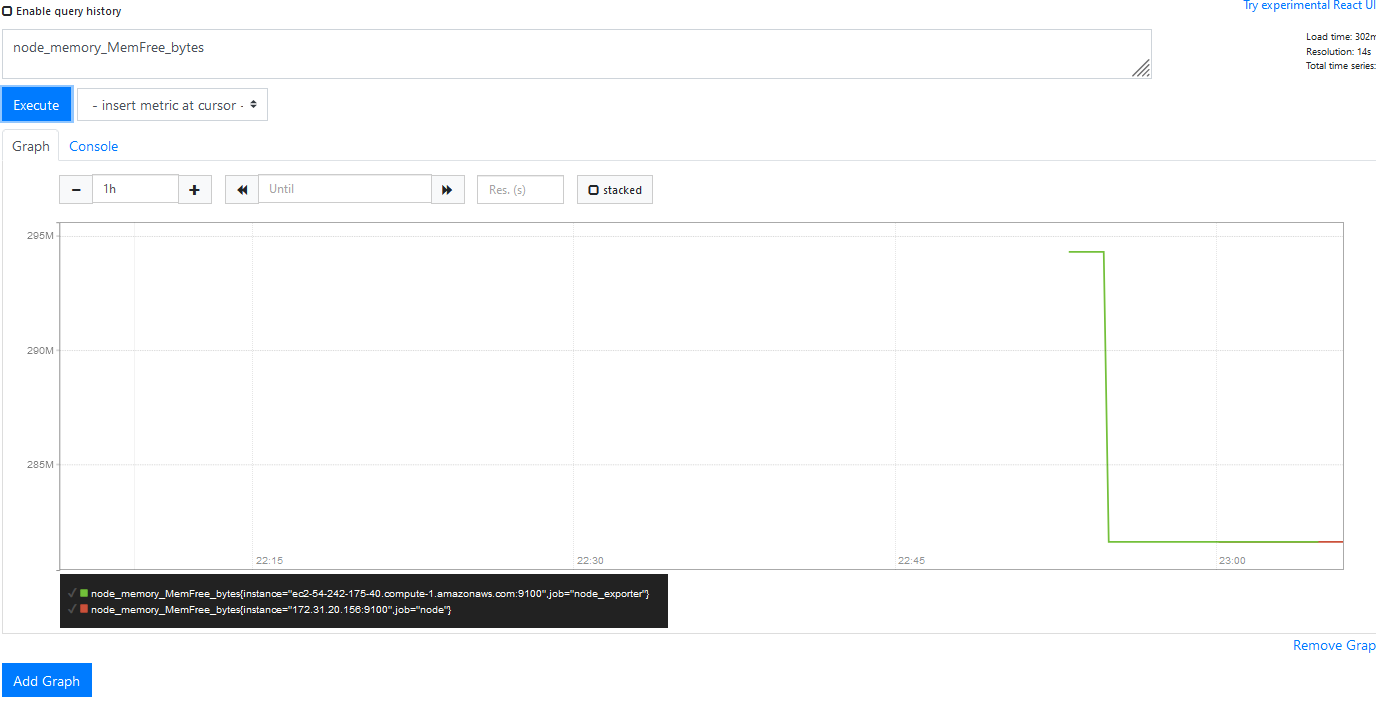 Enable query history
Try experimental React UI
node_memory_MemFree_bytes
Load time: 302m
Resolution: 14s
Total time series:
Execute
- insert metric at cursor -
Graph
Console
1h
Until
Res. (s)
stacked
295M
290M
285M
22:15
22:30
22:45
23:00
node_memory_MemFree_bytes{instance="ec2-54-242-175-40.compute-1.amazonaws.com:9100",job="node_exporter"}
node_memory_MemFree_bytes{instance="172.31.20.156:9100",job="node"}
Remove Grap
Add Graph